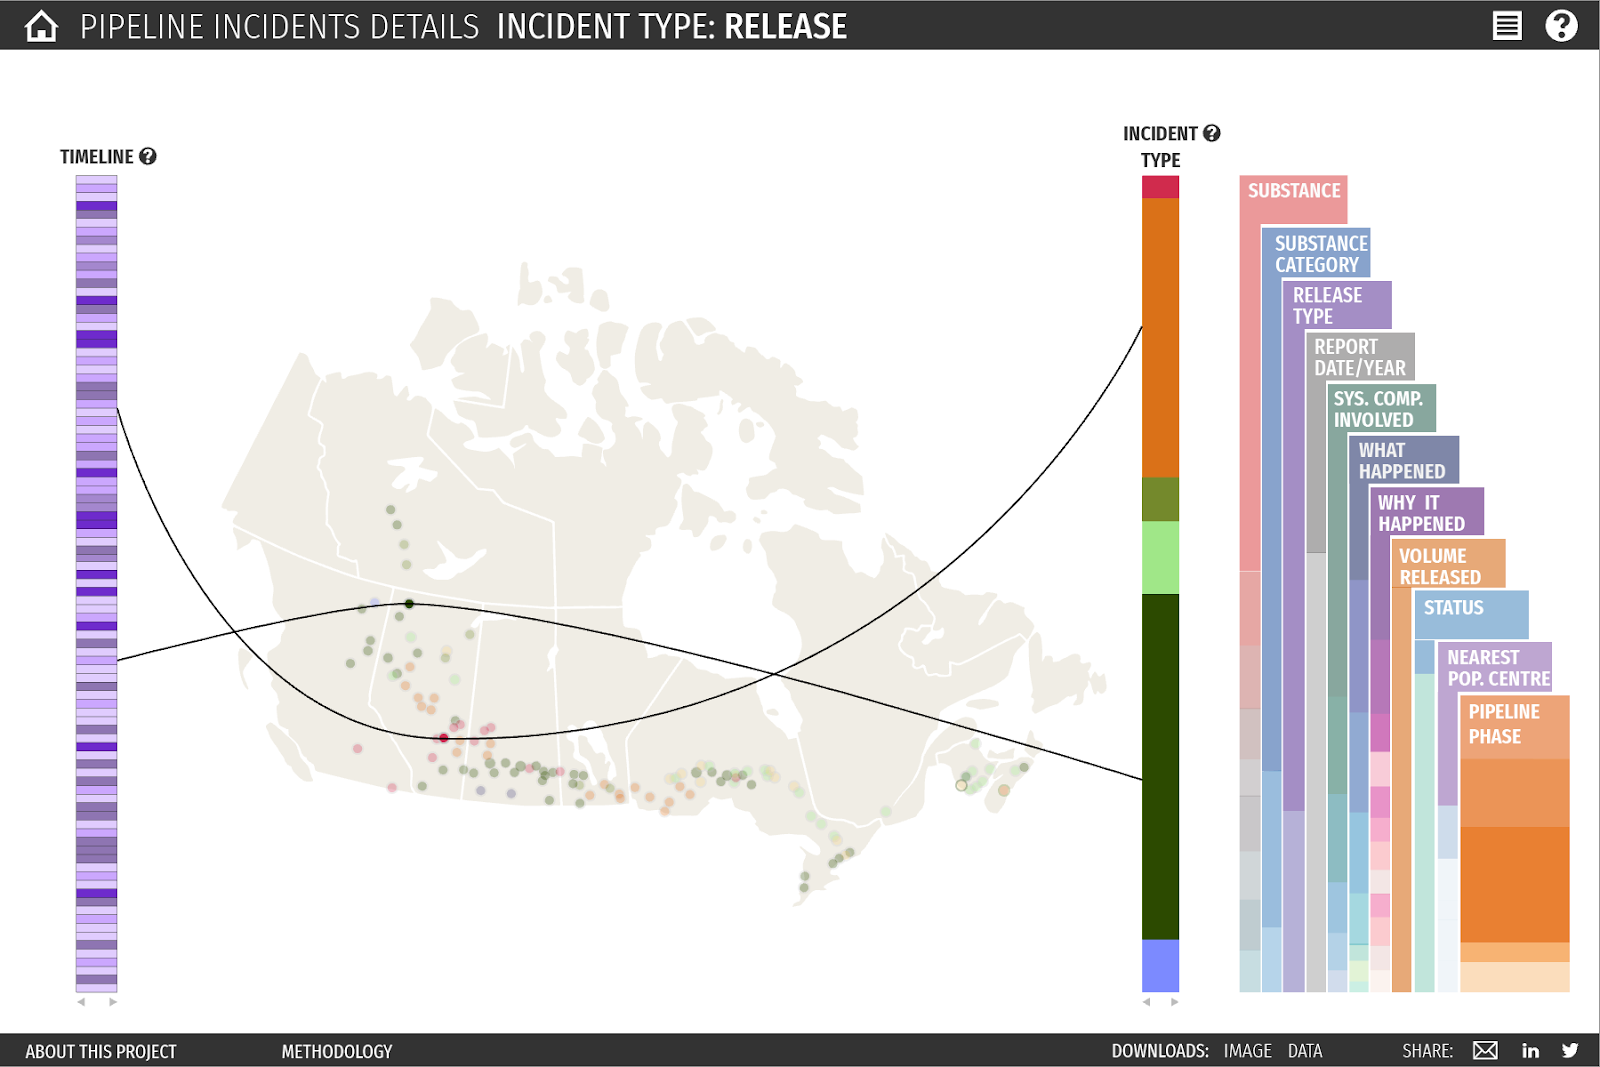 PIPELINE INCIDENTS DETAILS INCIDENT TYPE: RELEASE
?
TIMELINE ?
INCIDENT ?
TYPE
SUBSTANCE
SUBSTANCE
CATEGORY
RELEASE
TYPE
REPORT
DATE/YEAR
SYS. COMP.
INVOLVED
WHAT
HAPPENED
WHY IT
HAPPENED
VOLUME
RELEASED
STATUS
NEAREST
POP. CENTRE
PIPELINE
PHASE
ABOUT THIS PROJECT
METHODOLOGY
DOWNLOADS: IMAGE DATA
SHARE: in